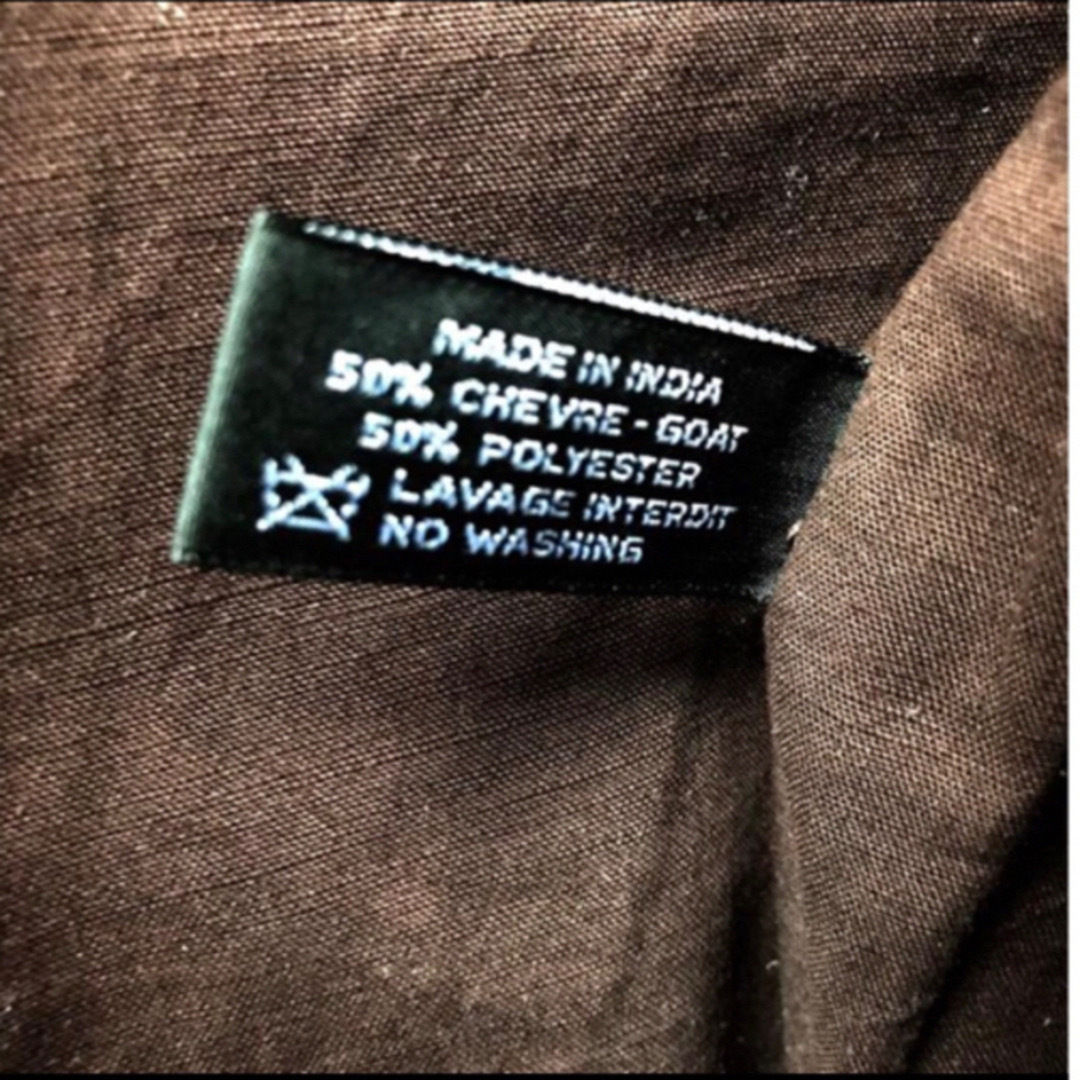 MADE IN INDIA
50% CHEVRE - GOAT
50% POLYESTER
LAVAGE INTERDIT
NO WASHING